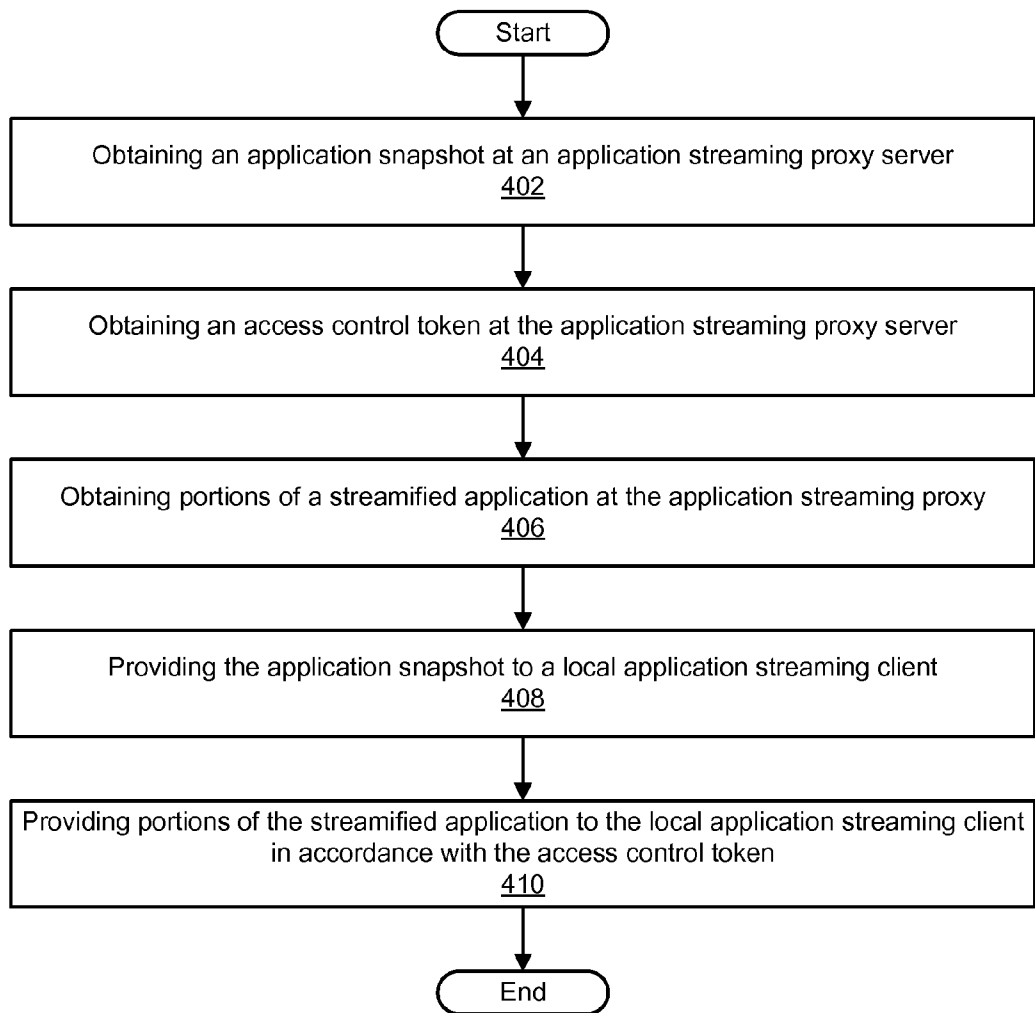 Start
Obtaining an application snapshot at an application streaming proxy server
402
Obtaining an access control token at the application streaming proxy server
404
Obtaining portions of a streamified application at the application streaming proxy
406
Providing the application snapshot to a local application streaming client
408
Providing portions of the streamified application to the local application streaming client
in accordance with the access control token
410
End